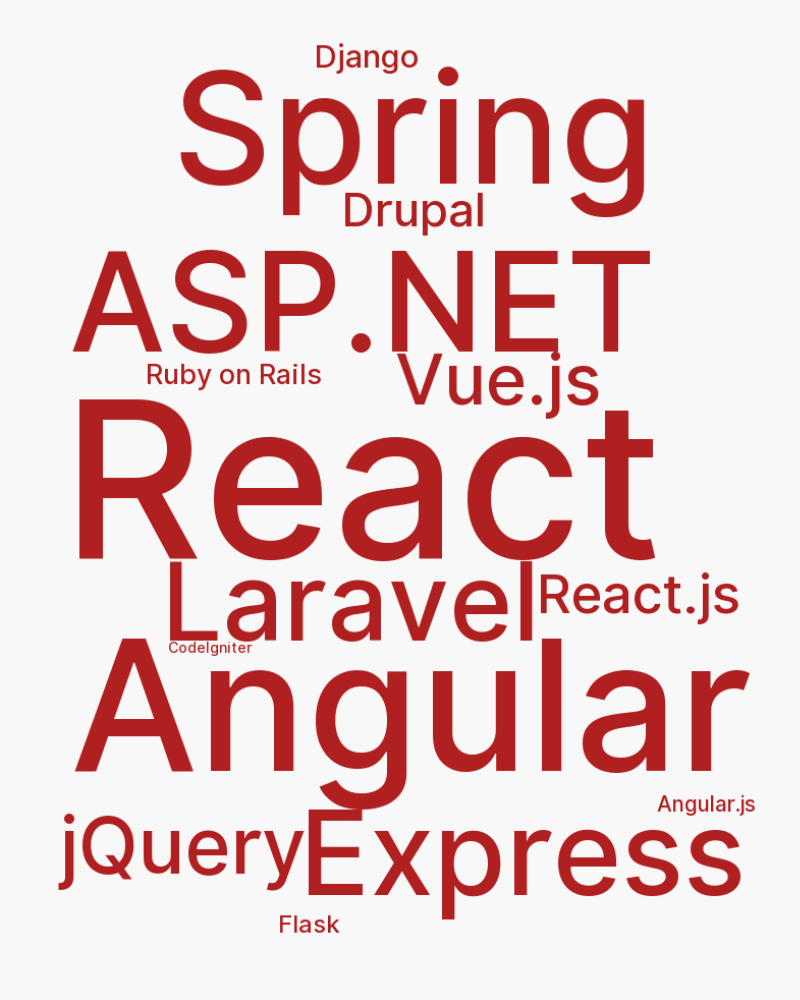 Django
Spring
Drupal
ASP.NET
Ruby on Rails
Vue.js
React
Laravel
React.js
CodeIgniter
Angular
Angular.js
jQuery
Express
Flask